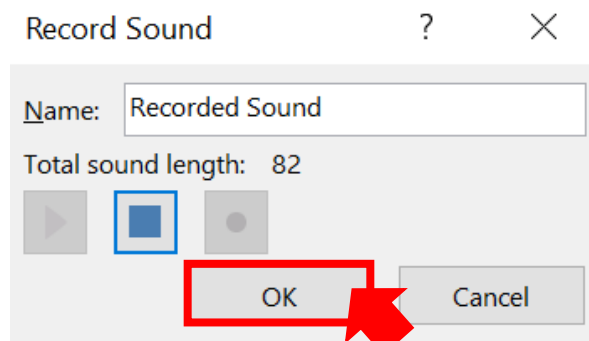 Record Sound ?
Name: Recorded Sound
Total sound length: 82
OK Cancel